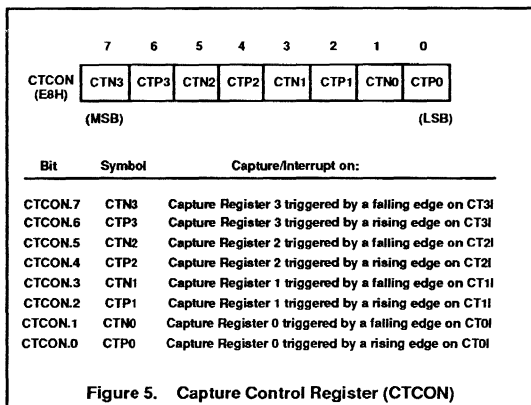 7 6 5 4 3 2 1 0
CTCON (E8H) CTN3 CTP3 CTN2 CTP2 CTN1 CTP1 CTN0 CTP0
(MSB) (LSB)
Bit Symbol Capture/Interrupt on:
CTCON.7 CTN3 Capture Register 3 triggered by a falling edge on CT3I
CTCON.6 CTP3 Capture Register 3 triggered by a rising edge on CT3I
CTCON.5 CTN2 Capture Register 2 triggered by a falling edge on CT2I
CTCON.4 CTP2 Capture Register 2 triggered by a rising edge on CT2I
CTCON.3 CTN1 Capture Register 1 triggered by a falling edge on CT1I
CTCON.2 CTP1 Capture Register 1 triggered by a rising edge on CT1I
CTCON.1 CTN0 Capture Register 0 triggered by a falling edge on CT0I
CTCON.0 CTP0 Capture Register 0 triggered by a rising edge on CT0I
Figure 5. Capture Control Register (CTCON)